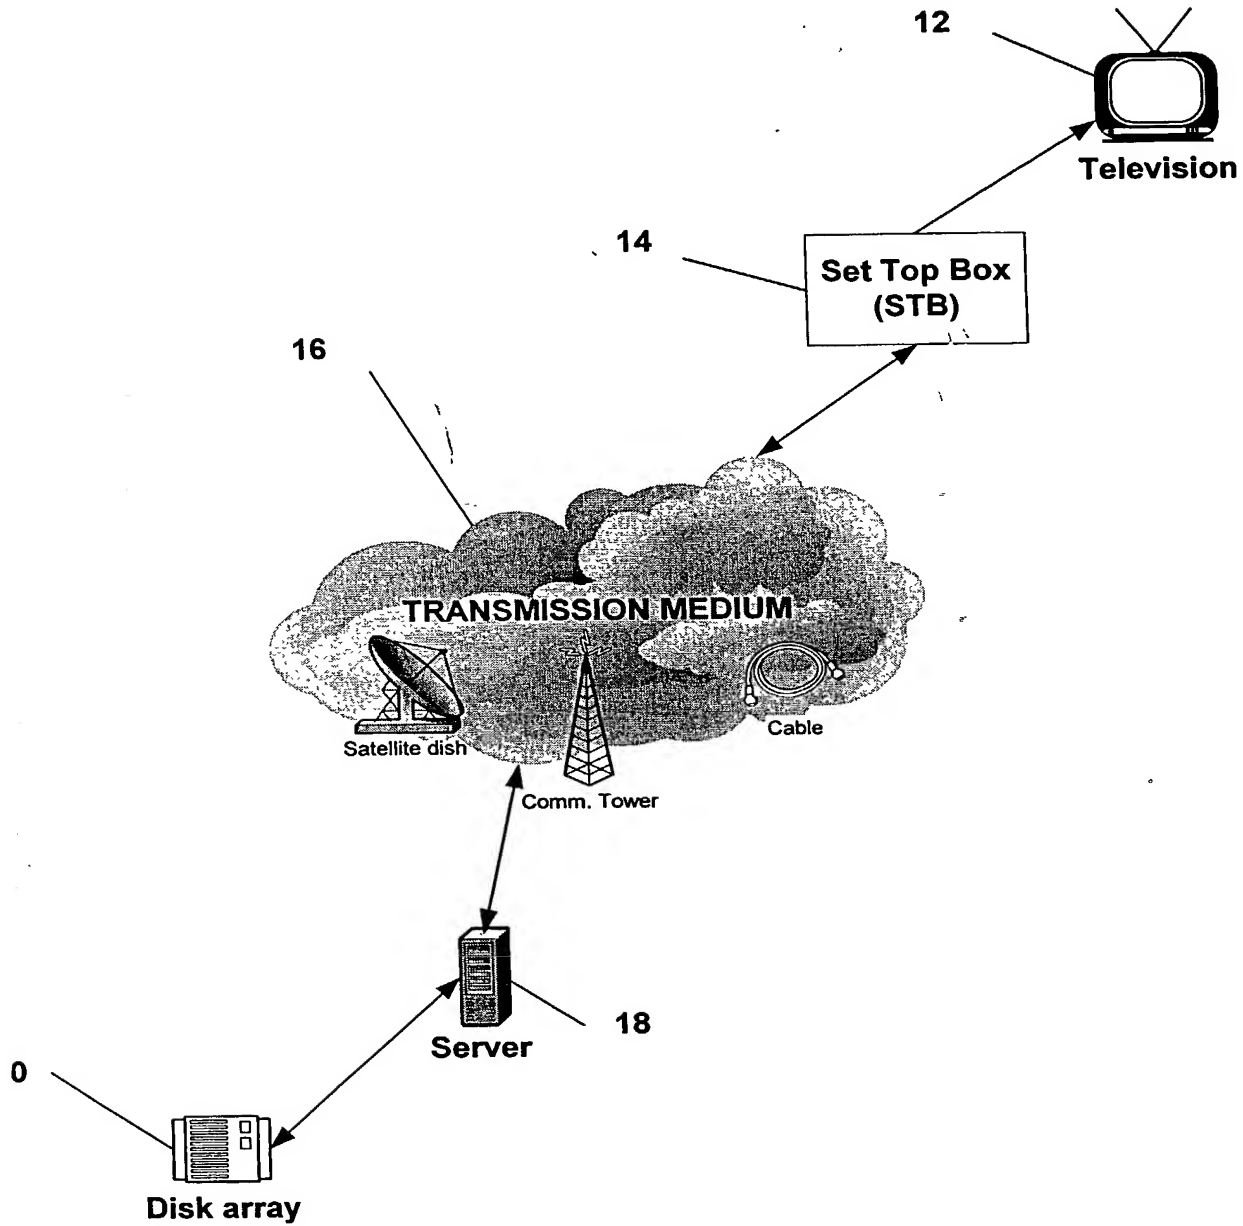 12
Television
14
Set Top Box
(STB)
16
TRANSMISSION MEDIUM
Satellite dish
Cable
Comm. Tower
18
Server
0
Disk array